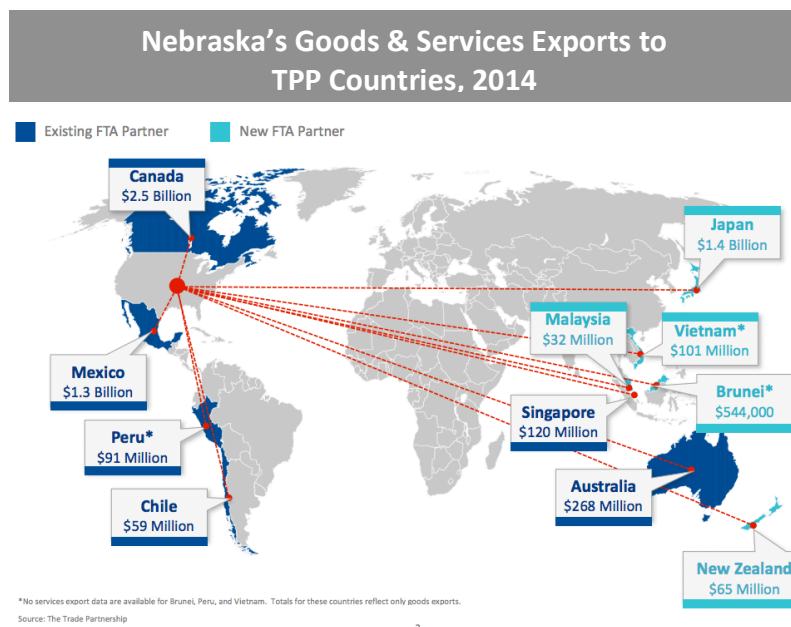 Nebraska's Goods & Services Exports to
TPP Countries, 2014
Existing FTA Partner
New FTA Partner
Canada
$2.5 Billion
Japan
$1.4 Billion
Malaysia
$32 Million
Vietnam*
$101 Million
Mexico
$1.3 Billion
Brunei*
$544,000
Singapore
$120 Million
Peru*
$91 Million
Australia
$268 Million
Chile
$59 Million
New Zealand
$65 Million
*No services export data are available for Brunei, Peru, and Vietnam. Totals for these countries reflect only goods exports.
Source: The Trade Partnership